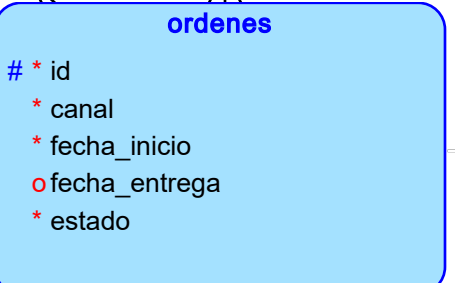 ordenes
# * id
* canal
* fecha_inicio
o fecha_entrega
* estado